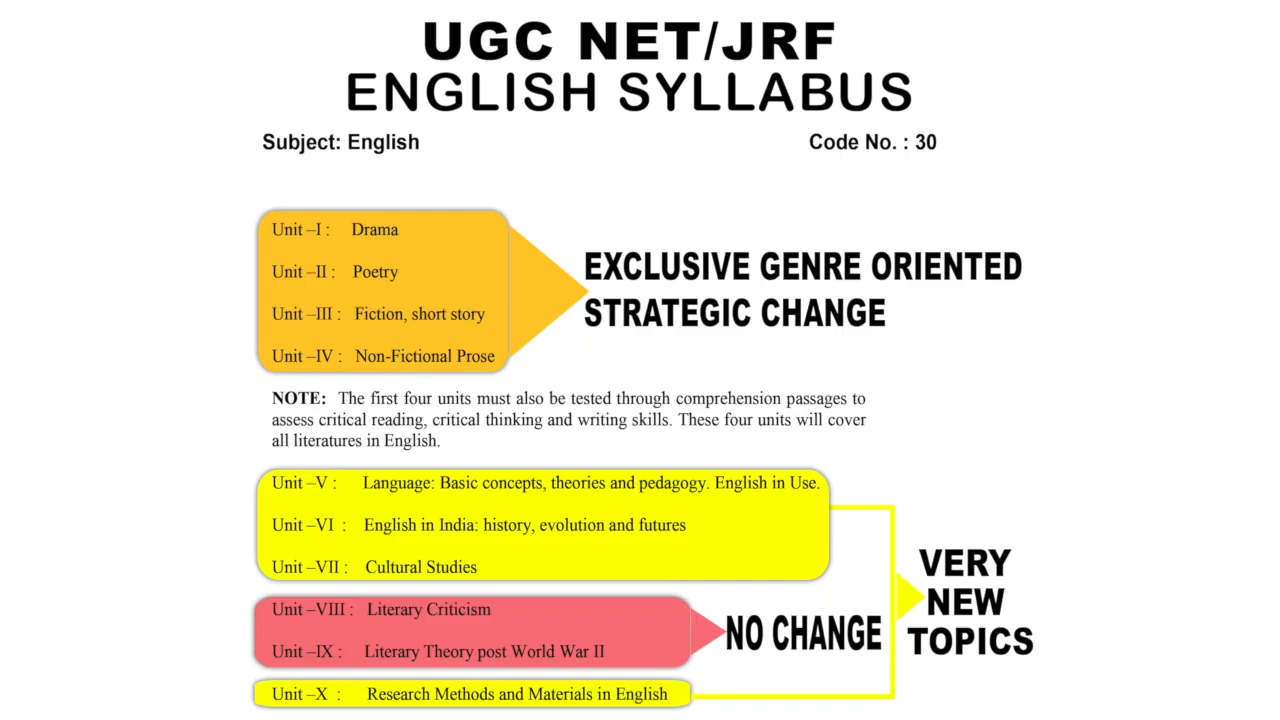 UGC NET/JRF
ENGLISH SYLLABUS
Subject: English Code No. : 30
Unit –I : Drama
Unit –II : Poetry
Unit –III : Fiction, short story
Unit –IV : Non-Fictional Prose
EXCLUSIVE GENRE ORIENTED
STRATEGIC CHANGE
NOTE: The first four units must also be tested through comprehension passages to
assess critical reading, critical thinking and writing skills. These four units will cover
all literatures in English.
Unit –V : Language: Basic concepts, theories and pedagogy. English in Use.
Unit –VI : English in India: history, evolution and futures
Unit –VII : Cultural Studies
Unit –VIII : Literary Criticism
Unit –IX : Literary Theory post World War II
NO CHANGE
Unit –X : Research Methods and Materials in English
VERY
NEW
TOPICS